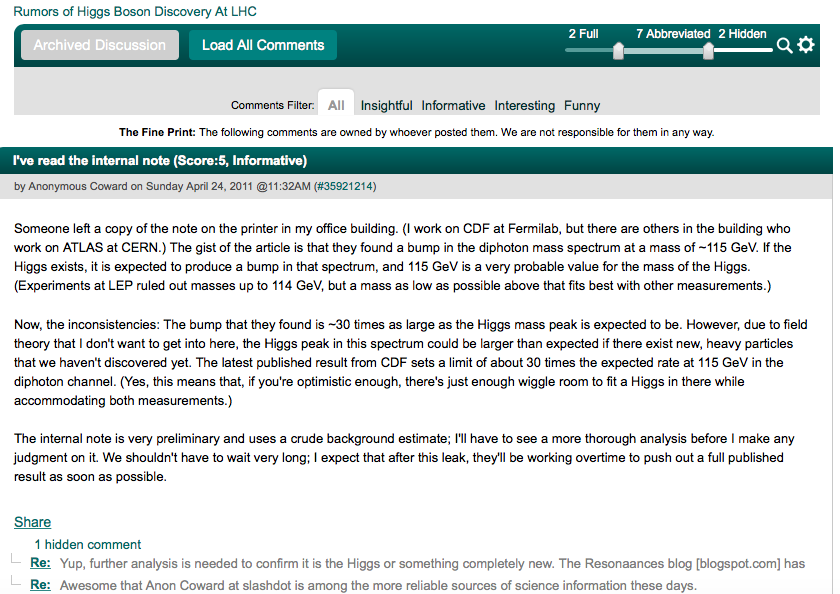 Rumors of Higgs Boson Discovery At LHC
Archived Discussion
Load All Comments
2 Full
7 Abbreviated
2 Hidden
Comments Filter:
All
Insightful
Informative
Interesting
Funny
The Fine Print: The following comments are owned by whoever posted them. We are not responsible for them in any way.
I've read the internal note (Score:5, Informative)
by Anonymous Coward on Sunday April 24, 2011 @11:32AM (#35921214)
Someone left a copy of the note on the printer in my office building. (I work on CDF at Fermilab, but there are others in the building who
work on ATLAS at CERN.) The gist of the article is that they found a bump in the diphoton mass spectrum at a mass of ~115 GeV. If the
Higgs exists, it is expected to produce a bump in that spectrum, and 115 GeV is a very probable value for the mass of the Higgs.
(Experiments at LEP ruled out masses up to 114 GeV, but a mass as low as possible above that fits best with other measurements.)
Now, the inconsistencies: The bump that they found is ~30 times as large as the Higgs mass peak is expected to be. However, due to field
theory that I don't want to get into here, the Higgs peak in this spectrum could be larger than expected if there exist new, heavy particles
that we haven't discovered yet. The latest published result from CDF sets a limit of about 30 times the expected rate at 115 GeV in the
diphoton channel. (Yes, this means that, if you're optimistic enough, there's just enough wiggle room to fit a Higgs in there while
accommodating both measurements.)
The internal note is very preliminary and uses a crude background estimate; I'll have to see a more thorough analysis before I make any
judgment on it. We shouldn't have to wait very long; I expect that after this leak, they'll be working overtime to push out a full published
result as soon as possible.
Share
1 hidden comment
Re: Yup, further analysis is needed to confirm it is the Higgs or something completely new. The Resonaances blog [blogspot.com] has
Re: Awesome that Anon Coward at slashdot is among the more reliable sources of science information these days.